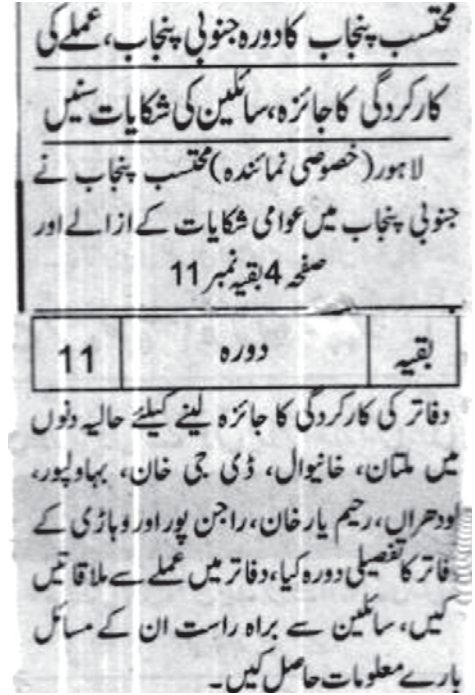 محتسب پنجاب کا دورہ جنوبی پنجاب، عملے کی
کارکردگی کا جائزہ، سائلین کی شکایات سنیں
لاہور (خصوصی نمائندہ) محتسب پنجاب نے
جنوبی پنجاب میں عوامی شکایات کے ازالے اور
صفحہ 4 بقیہ نمبر 11
بقیہ دورہ 11
دفاتر کی کارکردگی کا جائزہ لینے کیلئے حالیہ دنوں
میں ملتان، خانیوال، ڈی جی خان، بہاولپور،
لودھراں، رحیم یار خان، راجن پور اور وہاڑی کے
دفاتر کا تفصیلی دورہ کیا، دفاتر میں عملے سے ملاقاتیں
کیں، سائلین سے براہ راست ان کے مسائل
بارے معلومات حاصل کیں۔